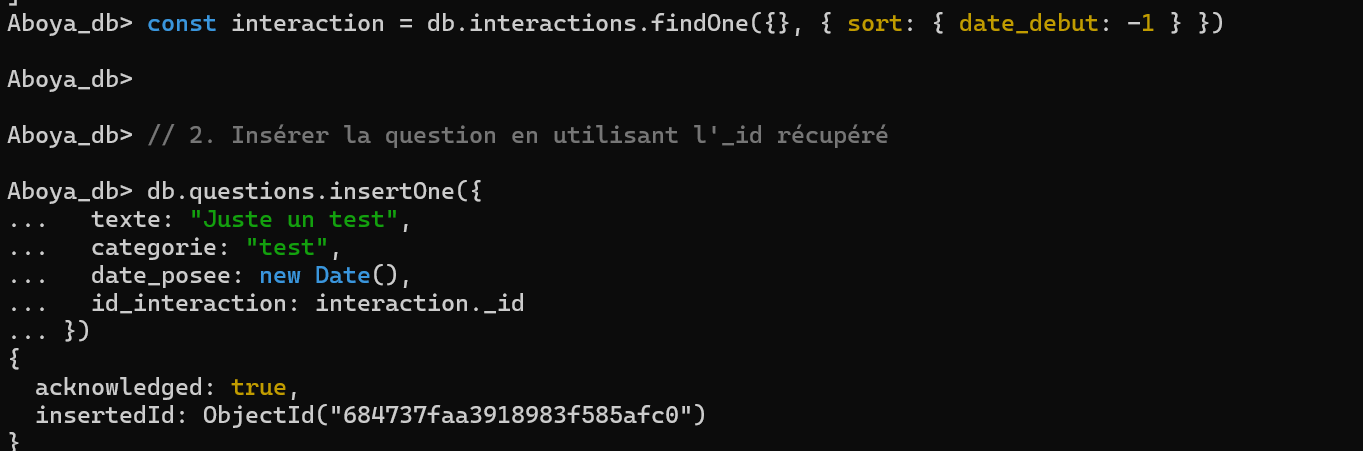 Aboya_db> const interaction = db.interactions.findOne({}, { sort: { date_debut: -1 } })
Aboya_db>
Aboya_db> // 2. Insérer la question en utilisant l'_id récupéré
Aboya_db> db.questions.insertOne({
...   texte: "Juste un test",
...   categorie: "test",
...   date_posee: new Date(),
...   id_interaction: interaction._id
... })
{
  acknowledged: true,
  insertedId: ObjectId("684737faa3918983f585afc0")
}